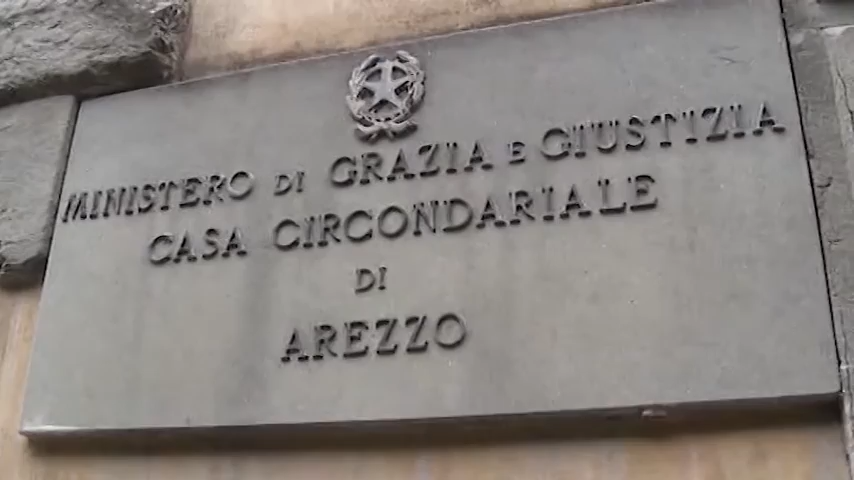 MINISTERO DI GRAZIA E GIUSTIZIA
CASA CIRCONDARIALE
DI
AREZZO